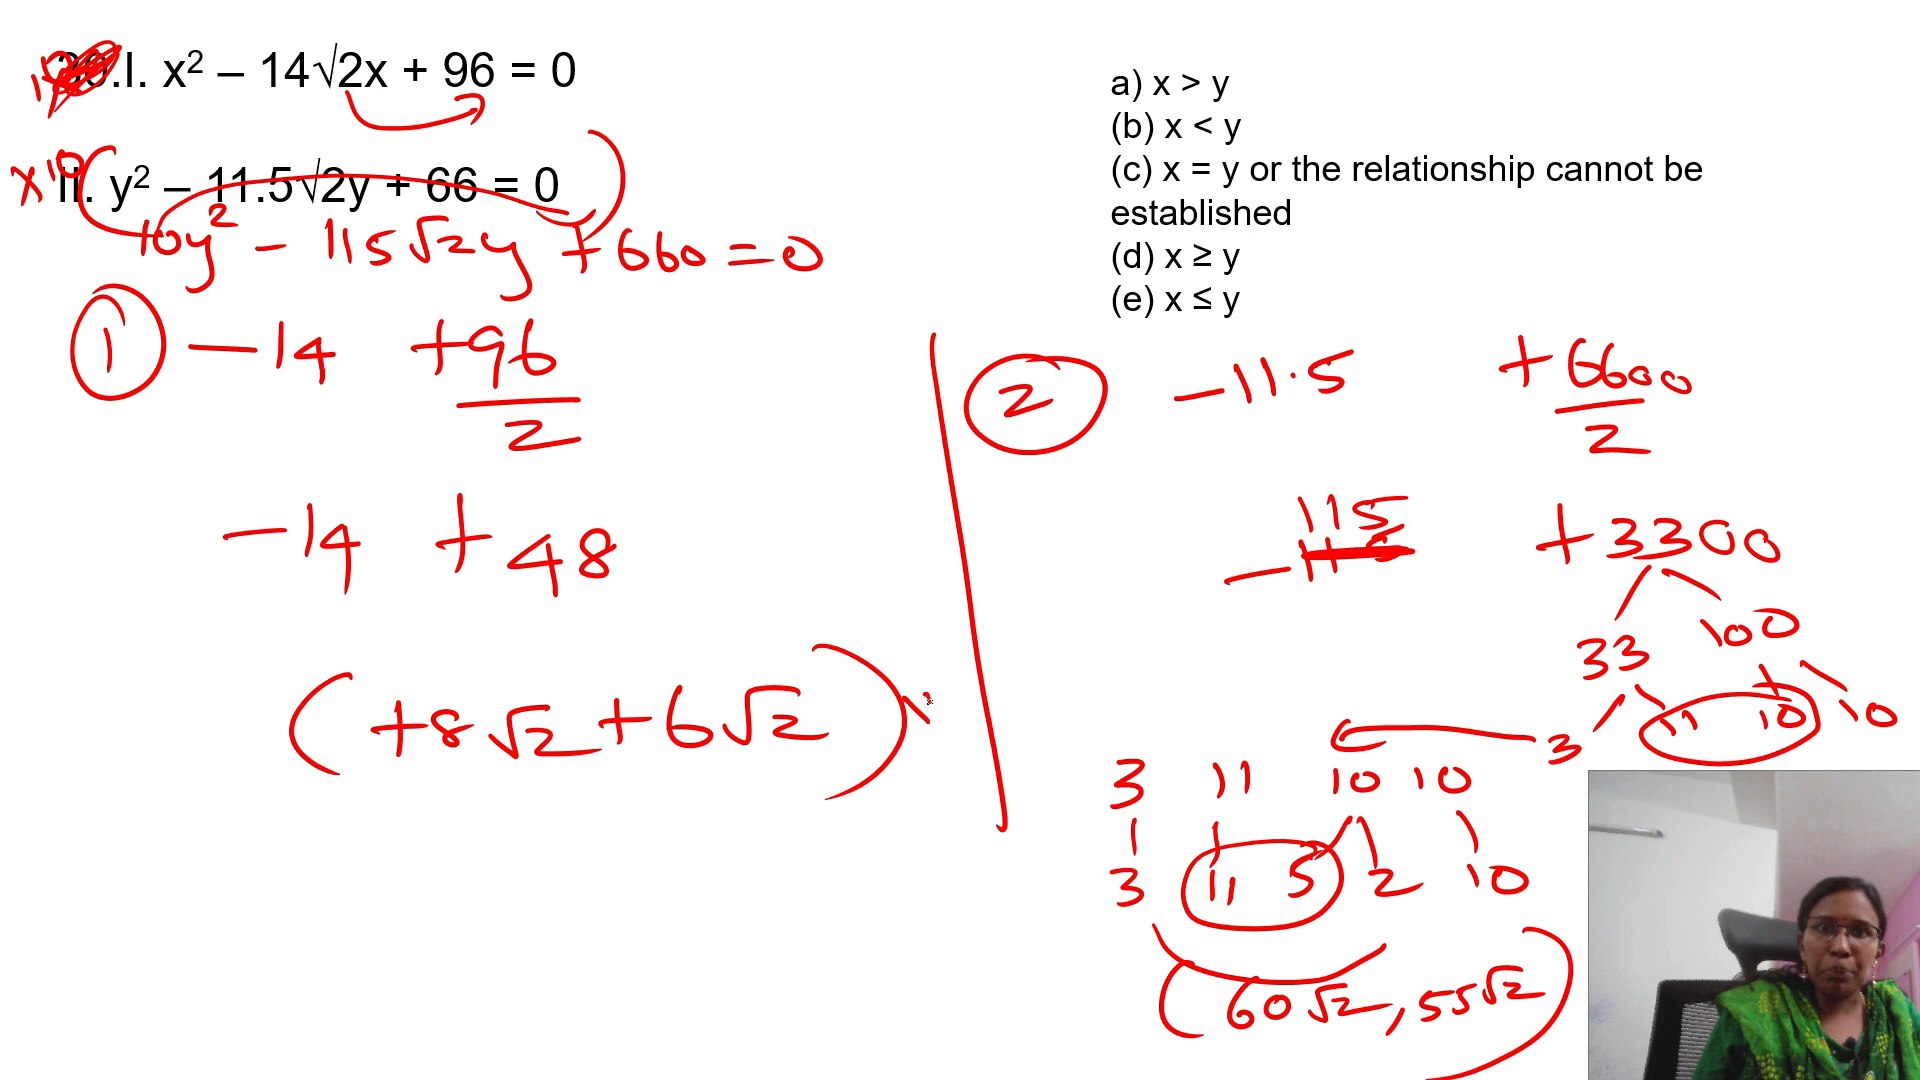 .I. x² – 14√2x + 96 = 0
x10
II. y² – 11.5√2y + 66 = 0
10y² - 115√2y + 660 = 0
a) x > y
(b) x < y
(c) x = y or the relationship cannot be
established
(d) x ≥ y
(e) x ≤ y
1 -14 +96
2
-14 +48
(+8√2 + 6√2)
2 -11.5 +6600
2
115
- +3300
33 100
3 11 10 10
3 11 10 10
3 11 5 2 10
(60√2, 55√2)